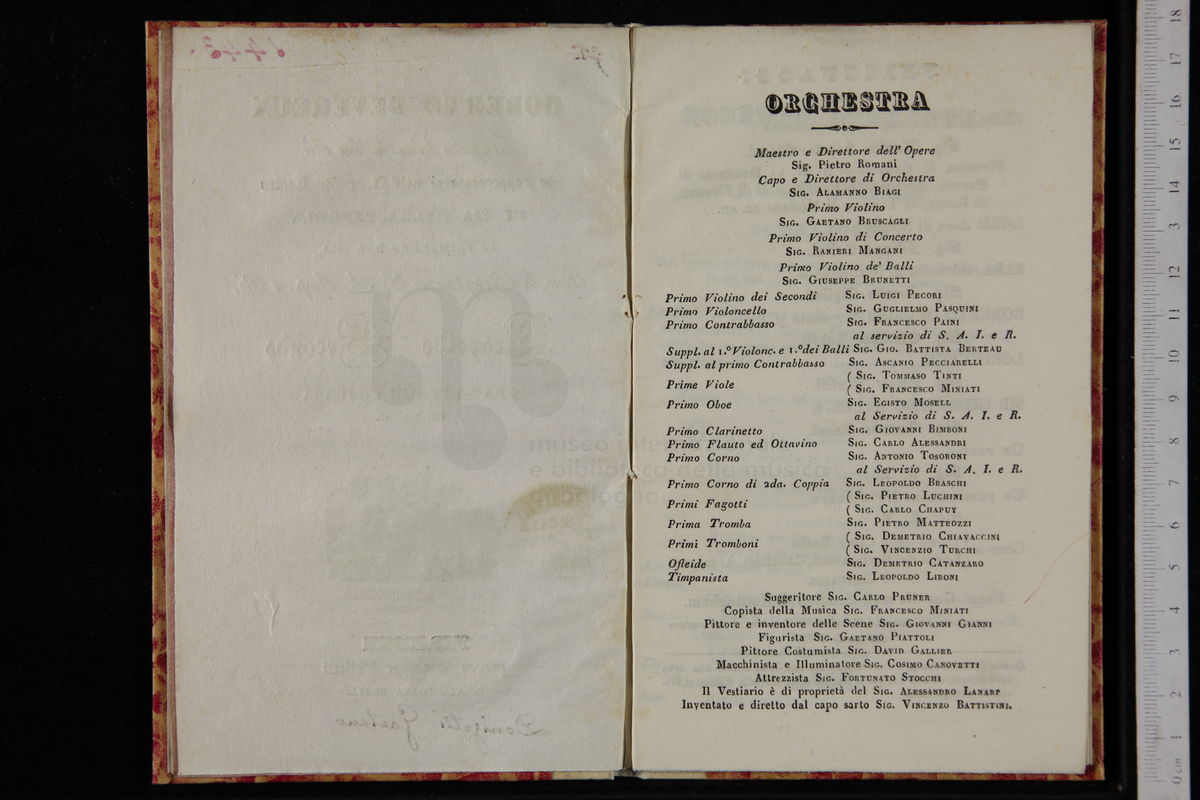 ORCHESTRA
Maestro e Direttore dell' Opere
Sig. Pietro Romani
Capo e Direttore di Orchestra
Sig. Alamanno Biagi
Primo Violino
Sig. Gaetano Bruscagli
Primo Violino di Concerto
Sig. Ranieri Mangani
Primo Violino de' Balli
Sig. Giuseppe Brunetti
Primo Violino dei Secondi Sig. Luigi Pecori
Primo Violoncello Sig. Guglielmo Pasquini
Primo Contrabbasso Sig. Francesco Paini
al servizio di S. A. I. e R.
Suppl. al 1.° Violonc. e 1.° dei Balli Sig. Gio. Battista Berteau
Suppl. al primo Contrabbasso Sig. Ascanio Pecciarelli
Prime Viole ( Sig. Tommaso Tinti
( Sig. Francesco Miniati
Primo Oboe Sig. Egisto Mosell
al Servizio di S. A. I. e R.
Primo Clarinetto Sig. Giovanni Bimboni
Primo Flauto ed Ottavino Sig. Carlo Alessandri
Primo Corno Sig. Antonio Tosoroni
al Servizio di S. A. I. e R.
Primo Corno di 2da. Coppia Sig. Leopoldo Braschi
Primi Fagotti ( Sig. Pietro Luchini
( Sig. Carlo Chapuy
Prima Tromba Sig. Pietro Matteozzi
Primi Tromboni ( Sig. Demetrio Chiavaccini
( Sig. Vincenzio Turchi
Ofleide Sig. Demetrio Catanzaro
Timpanista Sig. Leopoldo Lironi
Suggeritore Sig. Carlo Pruner
Copista della Musica Sig. Francesco Miniati
Pittore e inventore delle Scene Sig. Giovanni Gianni
Figurista Sig. Gaetano Piattoli
Pittore Costumista Sig. David Gallier
Macchinista e Illuminatore Sig. Cosimo Canovetti
Attrezzista Sig. Fortunato Stocchi
Il Vestiario è di proprietà del Sig. Alessandro Lanari
Inventato e diretto dal capo sarto Sig. Vincenzo Battistini.